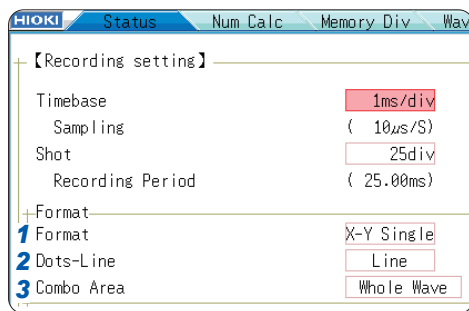 HIOKI Status Num Calc Memory Div Wav
【Recording setting】
Timebase 1ms/div
Sampling ( 10μs/S)
Shot 25div
Recording Period ( 25.00ms)
Format
1 Format X-Y Single
2 Dots-Line Line
3 Combo Area Whole Wave